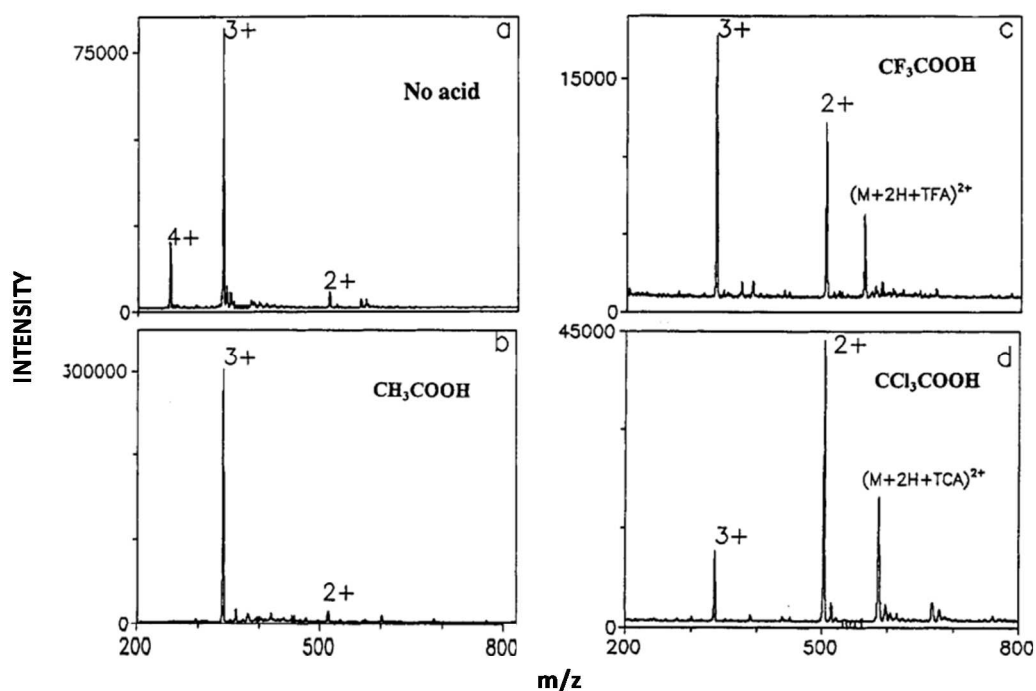 75000
3+
a
No acid
4+
2+
0
300000
3+
b
CH₃COOH
2+
0
200
500
800
15000
3+
c
CF₃COOH
2+
(M+2H+TFA)²⁺
0
45000
2+
d
CCl₃COOH
(M+2H+TCA)²⁺
3+
0
200
500
800
INTENSITY
m/z